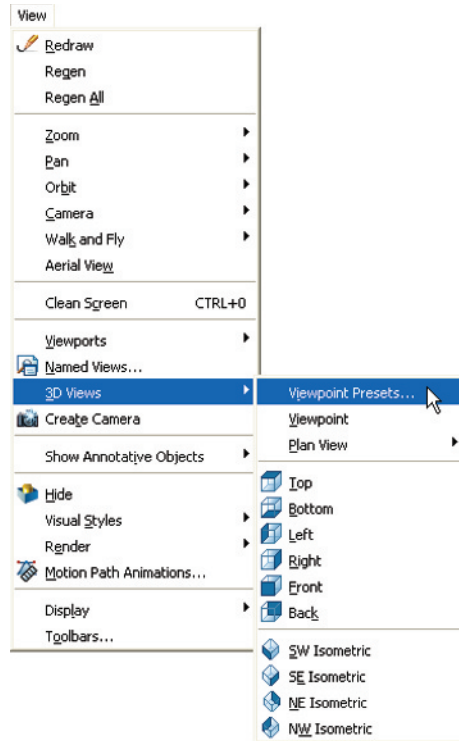 View
Redraw
Regen
Regen All
Zoom
Pan
Orbit
Camera
Walk and Fly
Aerial View
Clean Screen CTRL+0
Viewports
Named Views...
3D Views
Create Camera
Show Annotative Objects
Hide
Visual Styles
Render
Motion Path Animations...
Display
Toolbars...
Viewpoint Presets...
Viewpoint
Plan View
Top
Bottom
Left
Right
Front
Back
SW Isometric
SE Isometric
NE Isometric
NW Isometric